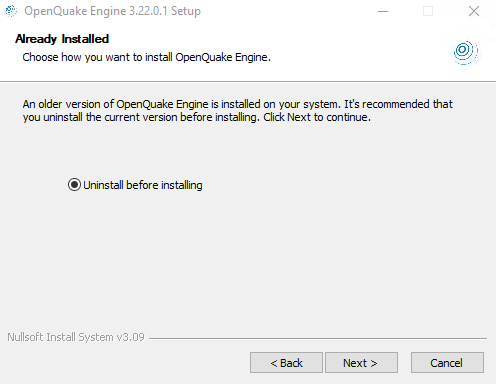 OpenQuake Engine 3.22.0.1 Setup
Already Installed
Choose how you want to install OpenQuake Engine.
An older version of OpenQuake Engine is installed on your system. It's recommended that
you uninstall the current version before installing. Click Next to continue.
Uninstall before installing
Nullsoft Install System v3.09
< Back
Next >
Cancel